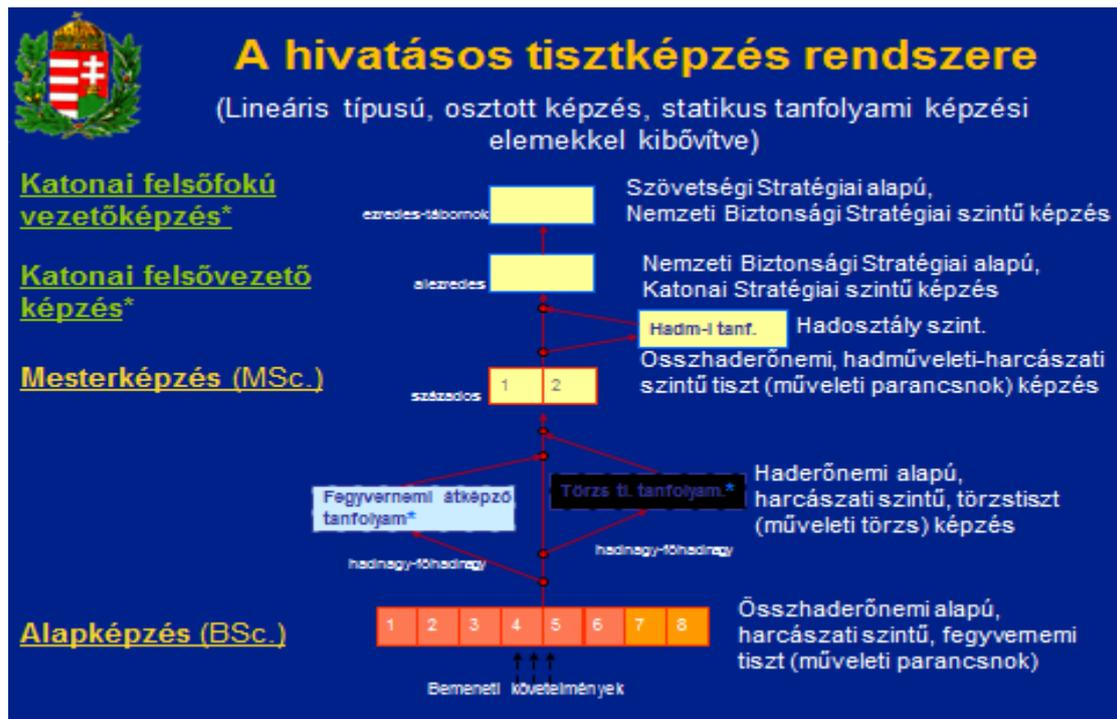 A hivatásos tisztképzés rendszere
(Lineáris típusú, osztott képzés, statikus tanfolyami képzési
elemekkel kibővítve)
Katonai felsőfokú
vezetőképzés*
ezredes-tábornok
Szövetségi Stratégiai alapú,
Nemzeti Biztonsági Stratégiai szintű képzés
Katonai felsővezető
képzés*
alezredes
Nemzeti Biztonsági Stratégiai alapú,
Katonai Stratégiai szintű képzés
Hadm-i tanf.
Hadosztály szint.
Mesterképzés (MSc.)
százados
1 2
Összhaderőnemi, hadműveleti-harcászati
szintű tiszt (műveleti parancsnok) képzés
Fegyvernemi átképző
tanfolyam*
Törzs ti. tanfolyam.*
Haderőnemi alapú,
harcászati szintű, törzstiszt
(műveleti törzs) képzés
hadnagy-főhadnagy
hadnagy-főhadnagy
Alapképzés (BSc.)
1 2 3 4 5 6 7 8
Összhaderőnemi alapú,
harcászati szintű, fegyvernemi
tiszt (műveleti parancsnok)
Bemeneti követelmények